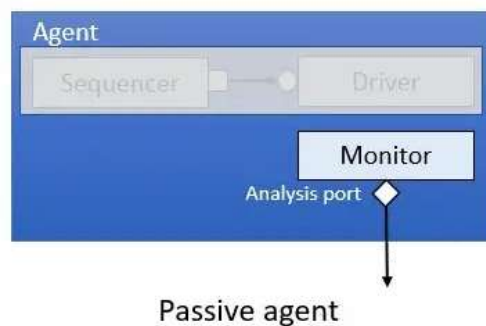 Agent
Sequencer
Driver
Monitor
Analysis port
Passive agent